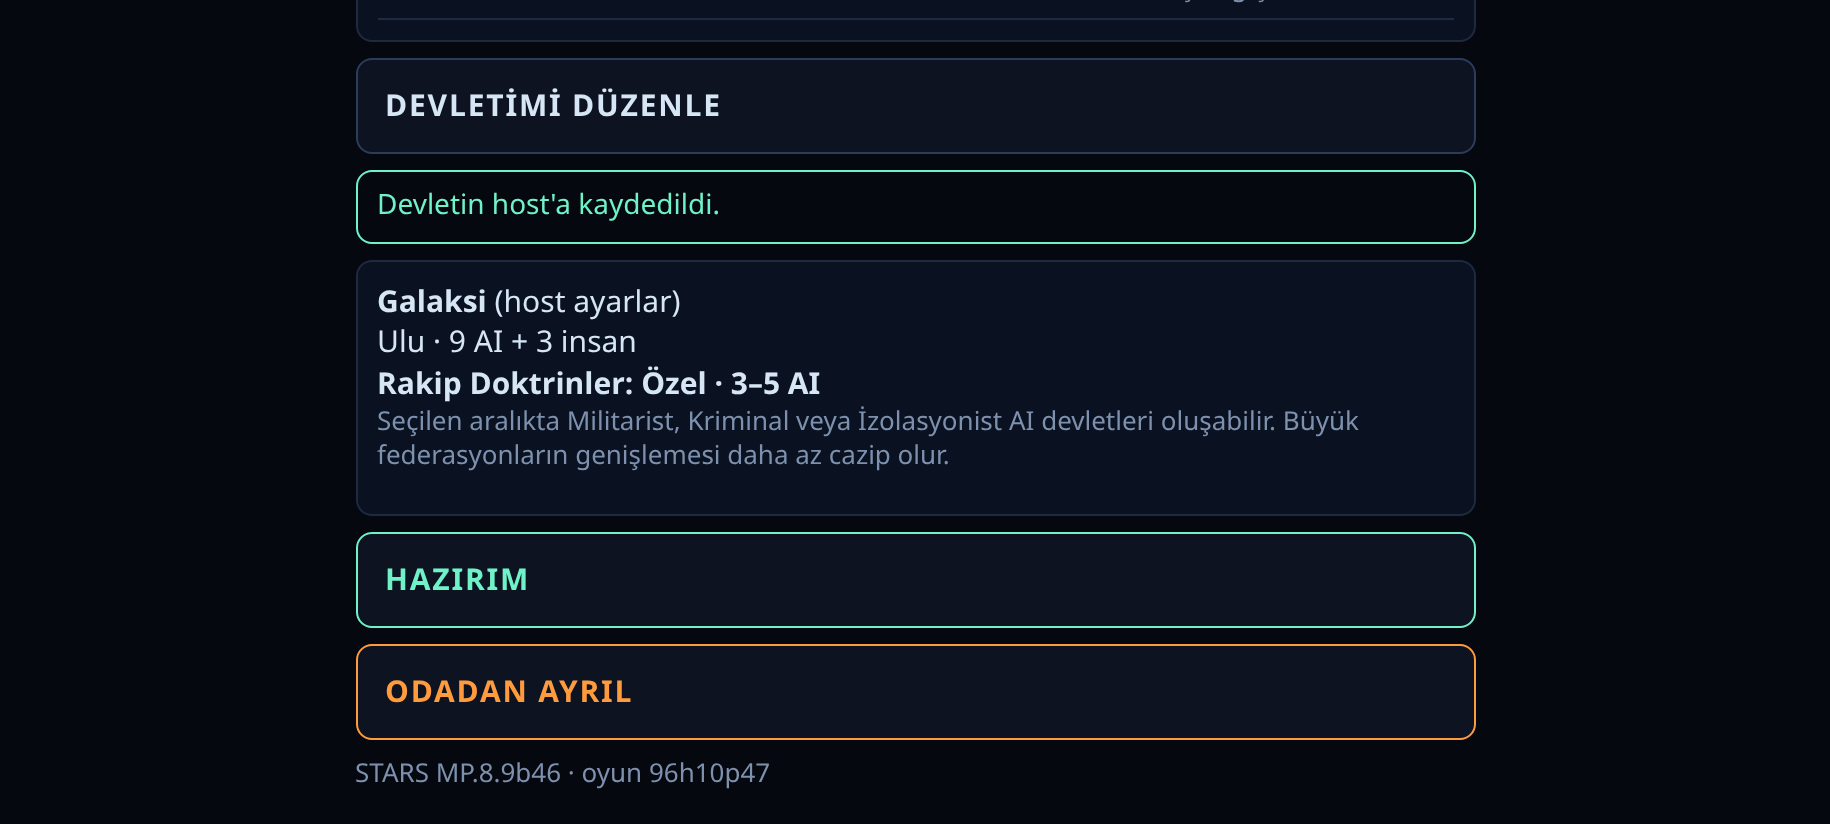 DEVLETİMİ DÜZENLE
Devletin host'a kaydedildi.
Galaksi (host ayarlar)
Ulu · 9 AI + 3 insan
Rakip Doktrinler: Özel · 3–5 AI
Seçilen aralıkta Militarist, Kriminal veya İzolasyonist AI devletleri oluşabilir. Büyük
federasyonların genişlemesi daha az cazip olur.
HAZIRIM
ODADAN AYRIL
STARS MP.8.9b46 · oyun 96h10p47